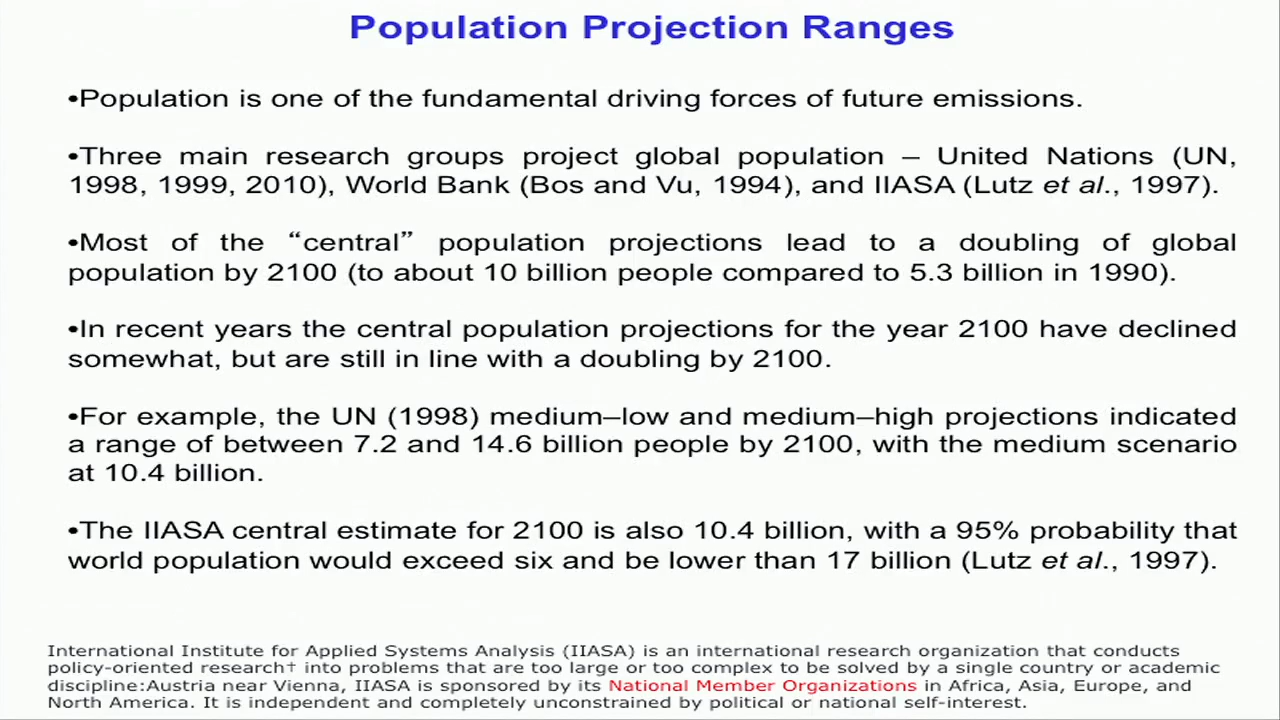 Population Projection Ranges
•Population is one of the fundamental driving forces of future emissions.
•Three main research groups project global population – United Nations (UN,
1998, 1999, 2010), World Bank (Bos and Vu, 1994), and IIASA (Lutz et al., 1997).
•Most of the “central” population projections lead to a doubling of global
population by 2100 (to about 10 billion people compared to 5.3 billion in 1990).
•In recent years the central population projections for the year 2100 have declined
somewhat, but are still in line with a doubling by 2100.
•For example, the UN (1998) medium–low and medium–high projections indicated
a range of between 7.2 and 14.6 billion people by 2100, with the medium scenario
at 10.4 billion.
•The IIASA central estimate for 2100 is also 10.4 billion, with a 95% probability that
world population would exceed six and be lower than 17 billion (Lutz et al., 1997).
International Institute for Applied Systems Analysis (IIASA) is an international research organization that conducts
policy-oriented research† into problems that are too large or too complex to be solved by a single country or academic
discipline:Austria near Vienna, IIASA is sponsored by its National Member Organizations in Africa, Asia, Europe, and
North America. It is independent and completely unconstrained by political or national self-interest.